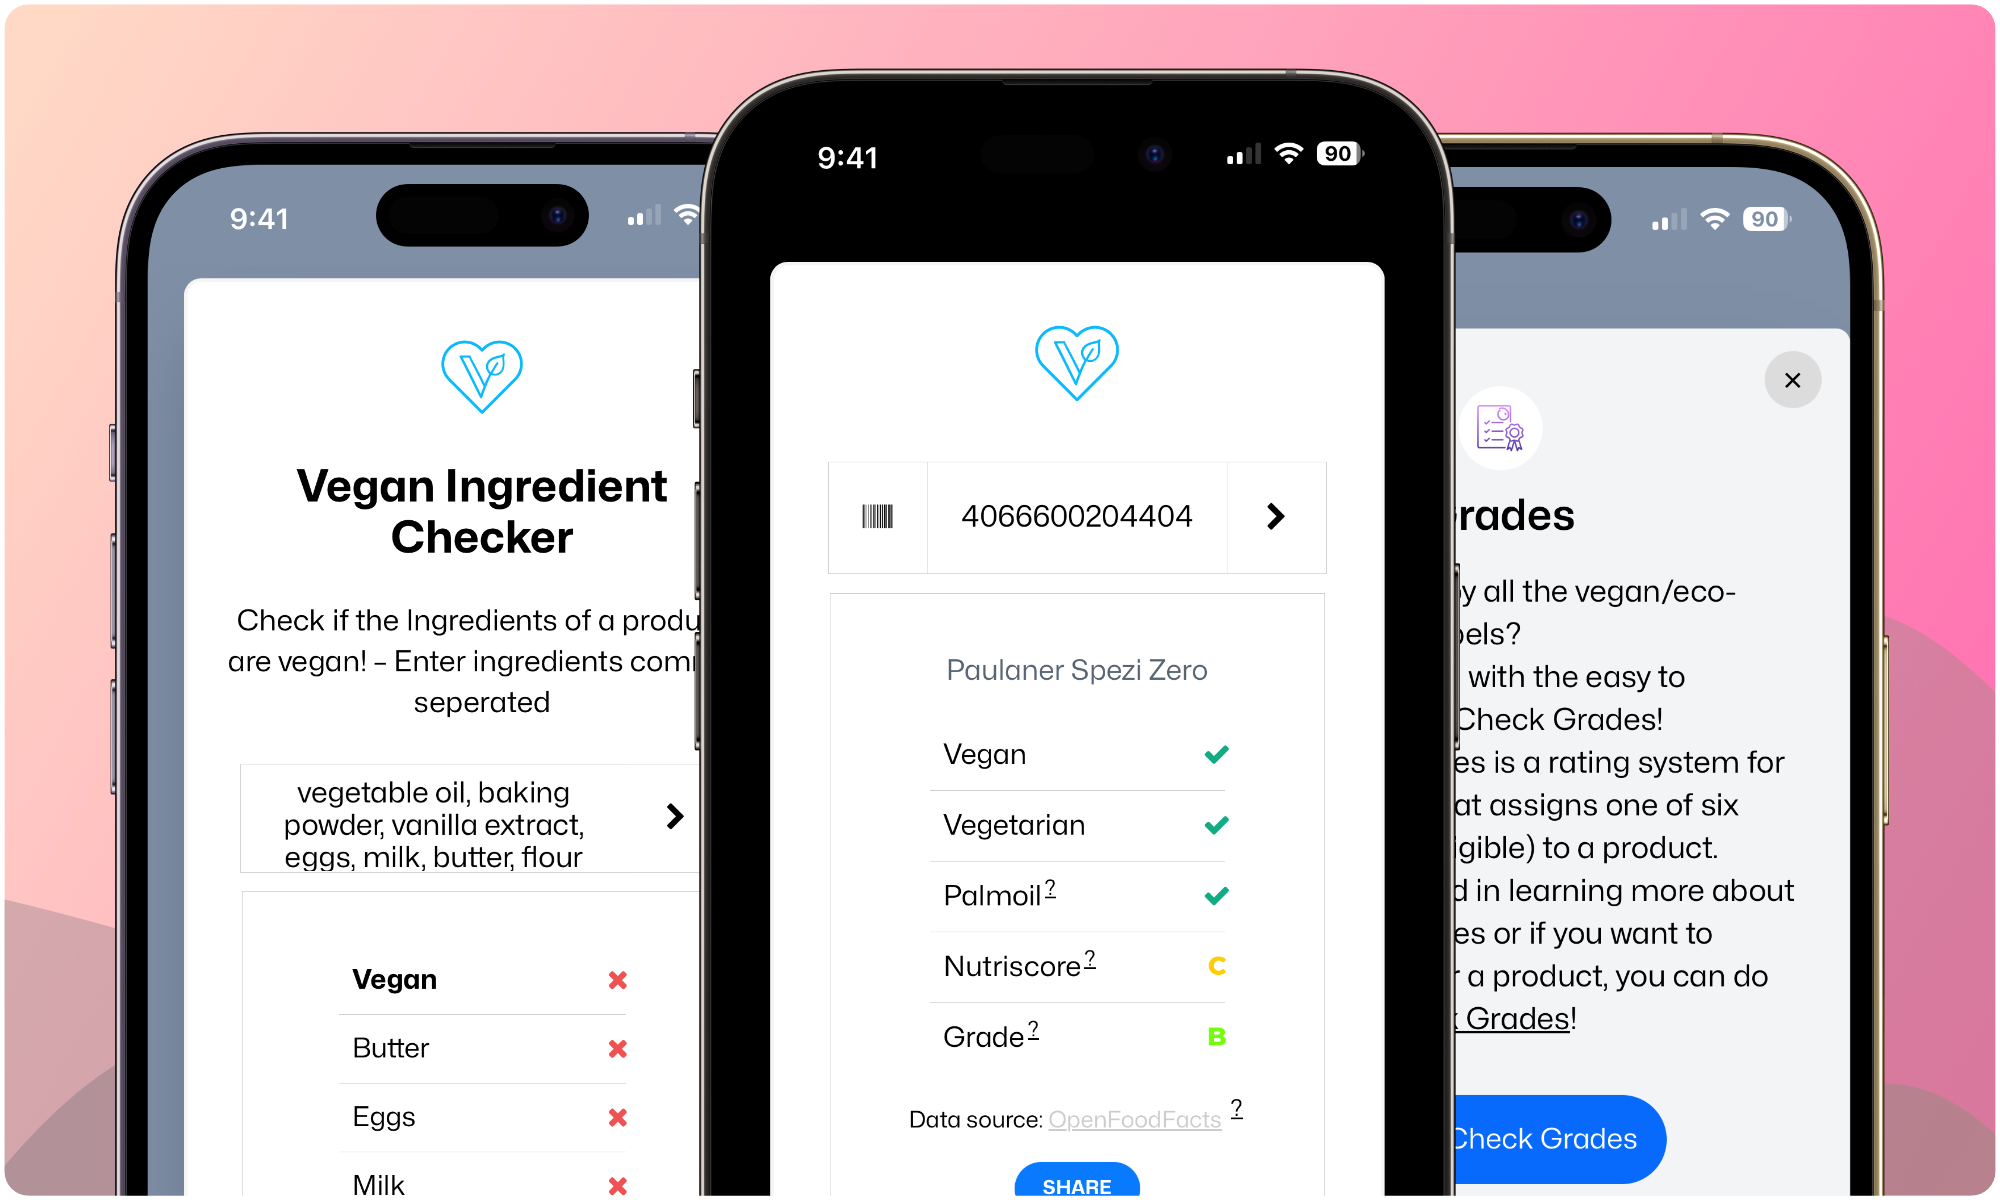 9:41
Vegan Ingredient
Checker
Check if the Ingredients of a produ
are vegan! – Enter ingredients com
seperated
vegetable oil, baking
powder, vanilla extract,
eggs, milk, butter, flour
Vegan
Butter
Eggs
Milk
9:41
90
4066600204404
Paulaner Spezi Zero
Vegan
Vegetarian
Palmoil?
Nutriscore? C
Grade? B
Data source: OpenFoodFacts ?
SHARE
90
rades
y all the vegan/eco-
els?
with the easy to
Check Grades!
es is a rating system for
at assigns one of six
igible) to a product.
d in learning more about
es or if you want to
r a product, you can do
k Grades!
Check Grades